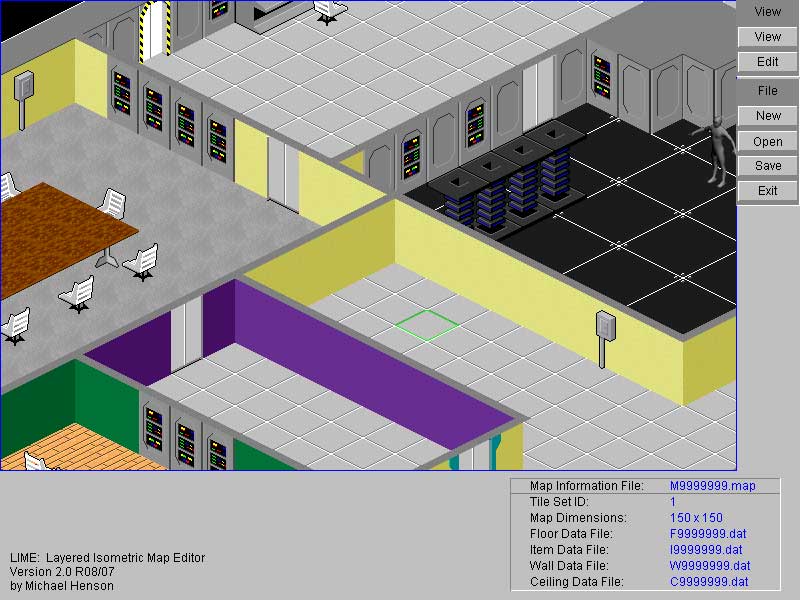 View
View
Edit
File
New
Open
Save
Exit
Map Information File: M9999999.map
Tile Set ID: 1
Map Dimensions: 150 x 150
Floor Data File: F9999999.dat
Item Data File: I9999999.dat
Wall Data File: W9999999.dat
Ceiling Data File: C9999999.dat
LIME: Layered Isometric Map Editor
Version 2.0 R08/07
by Michael Henson